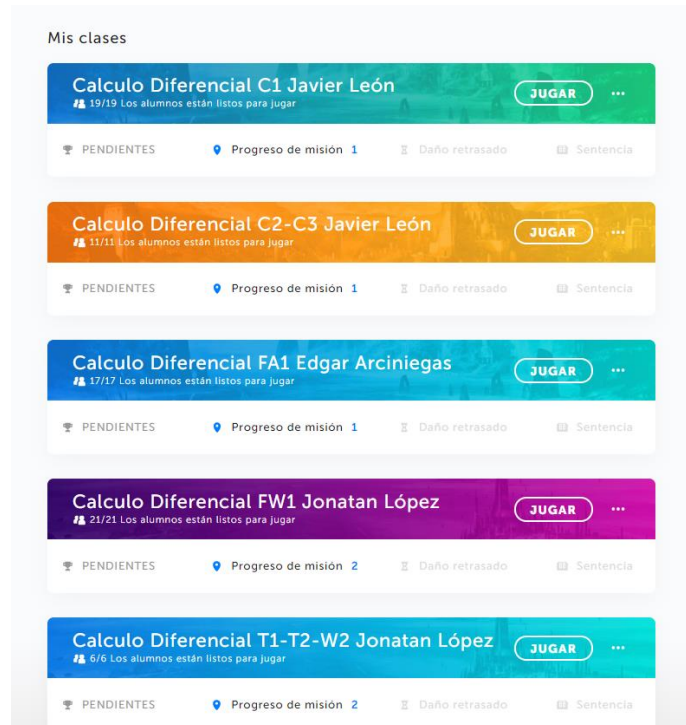 Mis clases
Calculo Diferencial C1 Javier León
19/19 Los alumnos están listos para jugar
JUGAR
PENDIENTES Progreso de misión 1 Daño retrasado Sentencia
Calculo Diferencial C2-C3 Javier León
11/11 Los alumnos están listos para jugar
JUGAR
PENDIENTES Progreso de misión 1 Daño retrasado Sentencia
Calculo Diferencial FA1 Edgar Arciniegas
17/17 Los alumnos están listos para jugar
JUGAR
PENDIENTES Progreso de misión 1 Daño retrasado Sentencia
Calculo Diferencial FW1 Jonatan López
21/21 Los alumnos están listos para jugar
JUGAR
PENDIENTES Progreso de misión 2 Daño retrasado Sentencia
Calculo Diferencial T1-T2-W2 Jonatan López
6/6 Los alumnos están listos para jugar
JUGAR
PENDIENTES Progreso de misión 2 Daño retrasado Sentencia